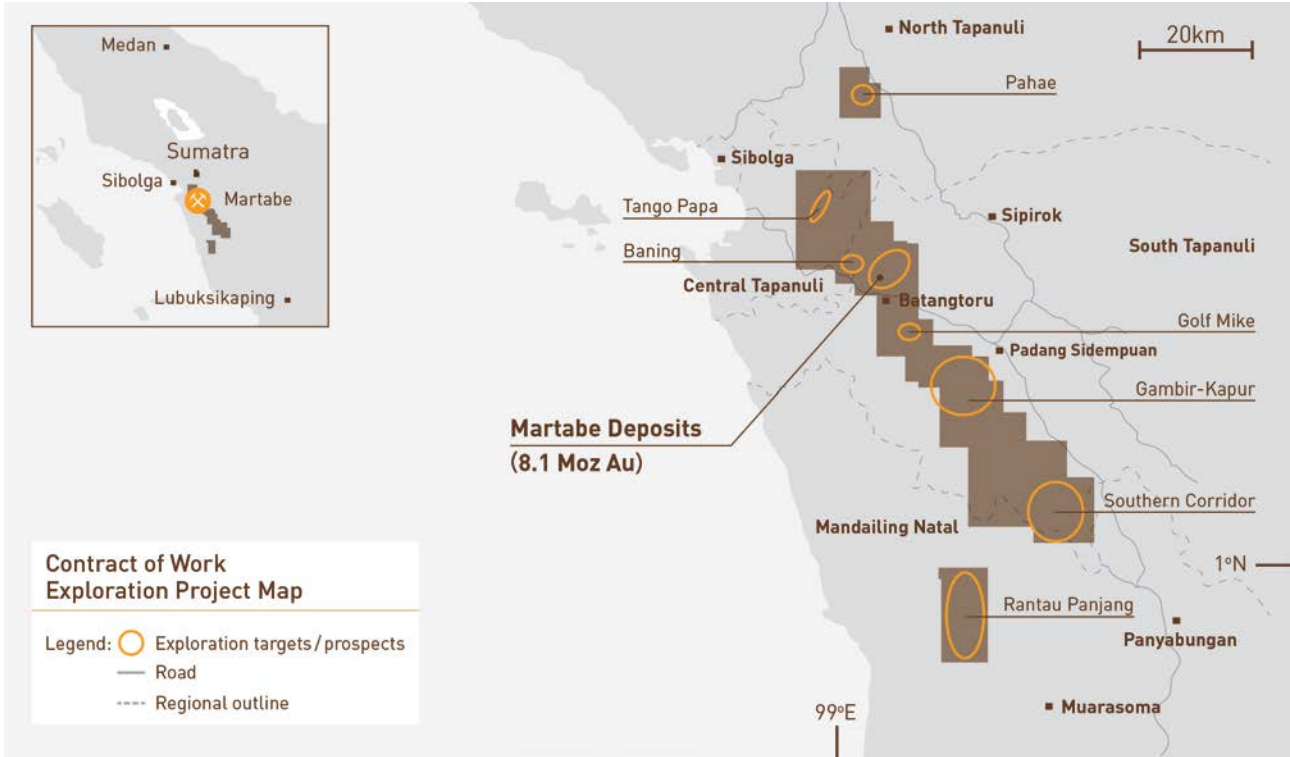 Medan
Sumatra
Sibolga
Martabe
Lubuksikaping
North Tapanuli
20km
Pahae
Sibolga
Tango Papa
Sipirok
Baning
South Tapanuli
Central Tapanuli
Batangtoru
Golf Mike
Padang Sidempuan
Gambir-Kapur
Martabe Deposits
(8.1 Moz Au)
Southern Corridor
Mandailing Natal
1ºN
Rantau Panjang
Panyabungan
Muarasoma
99ºE
Contract of Work
Exploration Project Map
Legend:
Exploration targets/prospects
Road
Regional outline